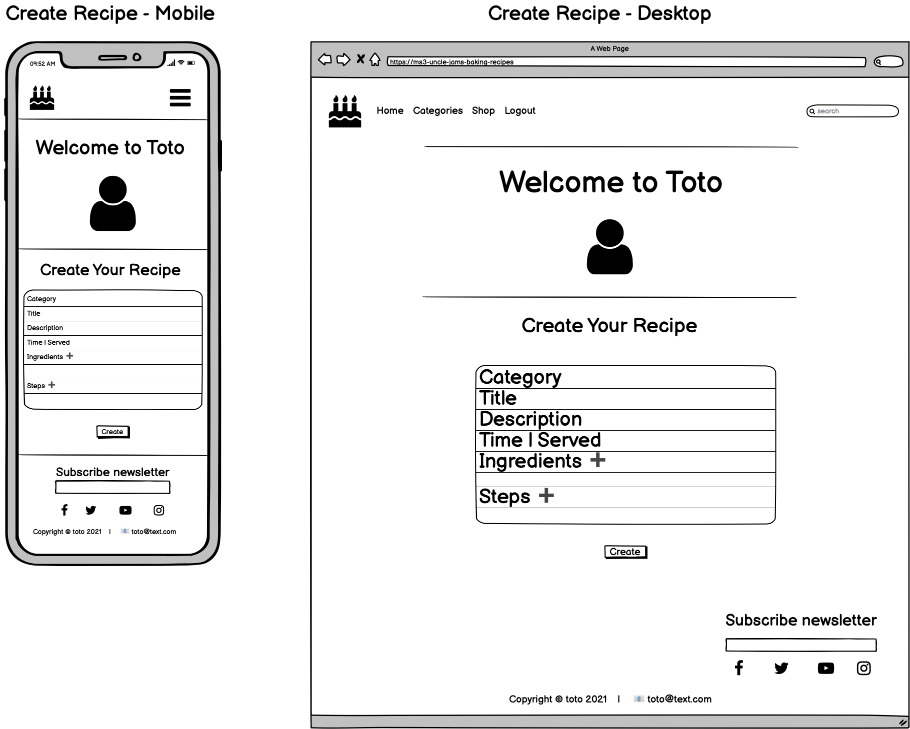 Create Recipe - Mobile
09:52 AM
Welcome to Toto
Create Your Recipe
Category
Title
Description
Time | Served
Ingredients +
Steps +
Create
Subscribe newsletter
Copyright © toto 2021 | toto@text.com
Create Recipe - Desktop
A Web Page
https://ms3-uncle-joms-baking-recipes
Home Categories Shop Logout
search
Welcome to Toto
Create Your Recipe
Category
Title
Description
Time | Served
Ingredients +
Steps +
Create
Subscribe newsletter
Copyright © toto 2021 | toto@text.com